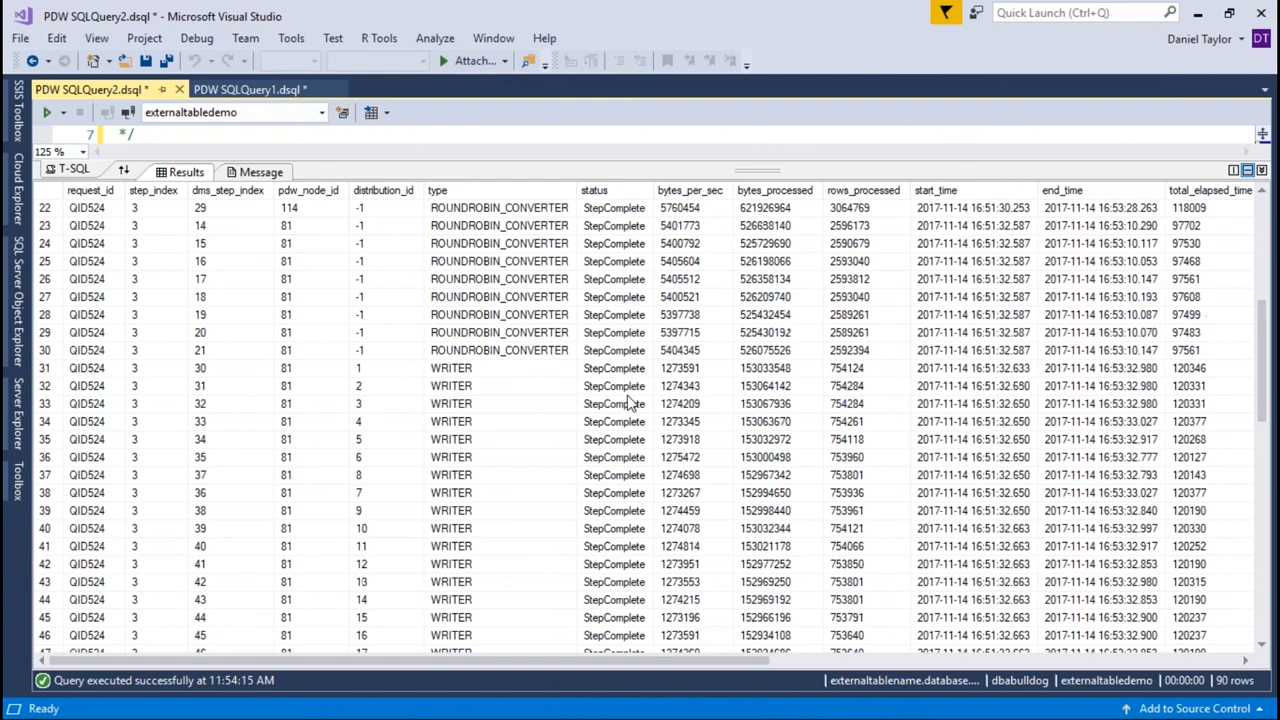 PDW SQLQuery2.dsql * - Microsoft Visual Studio
Quick Launch (Ctrl+Q)
File Edit View Project Debug Team Tools Test R Tools Analyze Window Help
Daniel Taylor DT
Attach...
PDW SQLQuery2.dsql * PDW SQLQuery1.dsql *
externaltabledemo
7 */
125 %
T-SQL Results Message
SSIS Toolbox
Cloud Explorer
SQL Server Object Explorer
Server Explorer
Toolbox
request_id step_index dms_step_index pdw_node_id distribution_id type status bytes_per_sec bytes_processed rows_processed start_time end_time total_elapsed_time
22 QID524 3 29 114 -1 ROUNDROBIN_CONVERTER StepComplete 5760454 621926964 3064769 2017-11-14 16:51:30.253 2017-11-14 16:53:28.263 118009
23 QID524 3 14 81 -1 ROUNDROBIN_CONVERTER StepComplete 5401773 526638140 2596173 2017-11-14 16:51:32.587 2017-11-14 16:53:10.290 97702
24 QID524 3 15 81 -1 ROUNDROBIN_CONVERTER StepComplete 5400792 525729690 2590679 2017-11-14 16:51:32.587 2017-11-14 16:53:10.117 97530
25 QID524 3 16 81 -1 ROUNDROBIN_CONVERTER StepComplete 5405604 526198066 2593040 2017-11-14 16:51:32.587 2017-11-14 16:53:10.053 97468
26 QID524 3 17 81 -1 ROUNDROBIN_CONVERTER StepComplete 5405512 526358134 2593812 2017-11-14 16:51:32.587 2017-11-14 16:53:10.147 97561
27 QID524 3 18 81 -1 ROUNDROBIN_CONVERTER StepComplete 5400521 526209740 2593040 2017-11-14 16:51:32.587 2017-11-14 16:53:10.193 97608
28 QID524 3 19 81 -1 ROUNDROBIN_CONVERTER StepComplete 5397738 525432454 2589261 2017-11-14 16:51:32.587 2017-11-14 16:53:10.087 97499
29 QID524 3 20 81 -1 ROUNDROBIN_CONVERTER StepComplete 5397715 525430192 2589261 2017-11-14 16:51:32.587 2017-11-14 16:53:10.070 97483
30 QID524 3 21 81 -1 ROUNDROBIN_CONVERTER StepComplete 5404345 526075526 2592394 2017-11-14 16:51:32.587 2017-11-14 16:53:10.147 97561
31 QID524 3 30 81 1 WRITER StepComplete 1273591 153033548 754124 2017-11-14 16:51:32.633 2017-11-14 16:53:32.980 120346
32 QID524 3 31 81 2 WRITER StepComplete 1274343 153064142 754284 2017-11-14 16:51:32.650 2017-11-14 16:53:32.980 120331
33 QID524 3 32 81 3 WRITER StepComplete 1274209 153067936 754284 2017-11-14 16:51:32.650 2017-11-14 16:53:32.980 120331
34 QID524 3 33 81 4 WRITER StepComplete 1273345 153063670 754261 2017-11-14 16:51:32.650 2017-11-14 16:53:33.027 120377
35 QID524 3 34 81 5 WRITER StepComplete 1273918 153032972 754118 2017-11-14 16:51:32.650 2017-11-14 16:53:32.917 120268
36 QID524 3 35 81 6 WRITER StepComplete 1275472 153000498 753960 2017-11-14 16:51:32.650 2017-11-14 16:53:32.777 120127
37 QID524 3 37 81 8 WRITER StepComplete 1274698 152967342 753801 2017-11-14 16:51:32.650 2017-11-14 16:53:32.793 120143
38 QID524 3 36 81 7 WRITER StepComplete 1273267 152994650 753936 2017-11-14 16:51:32.650 2017-11-14 16:53:33.027 120377
39 QID524 3 38 81 9 WRITER StepComplete 1274459 152998440 753961 2017-11-14 16:51:32.650 2017-11-14 16:53:32.840 120190
40 QID524 3 39 81 10 WRITER StepComplete 1274078 153032344 754121 2017-11-14 16:51:32.663 2017-11-14 16:53:32.997 120330
41 QID524 3 40 81 11 WRITER StepComplete 1274814 153021178 754066 2017-11-14 16:51:32.663 2017-11-14 16:53:32.917 120252
42 QID524 3 41 81 12 WRITER StepComplete 1273951 152977252 753850 2017-11-14 16:51:32.663 2017-11-14 16:53:32.853 120190
43 QID524 3 42 81 13 WRITER StepComplete 1273553 152969250 753801 2017-11-14 16:51:32.663 2017-11-14 16:53:32.980 120315
44 QID524 3 43 81 14 WRITER StepComplete 1274215 152969192 753801 2017-11-14 16:51:32.663 2017-11-14 16:53:32.853 120190
45 QID524 3 44 81 15 WRITER StepComplete 1273196 152966196 753791 2017-11-14 16:51:32.663 2017-11-14 16:53:32.900 120237
46 QID524 3 45 81 16 WRITER StepComplete 1273591 152934108 753640 2017-11-14 16:51:32.663 2017-11-14 16:53:32.900 120237
Query executed successfully at 11:54:15 AM externaltablename.database.... dbabulldog externaltabledemo 00:00:00 90 rows
Ready Add to Source Control